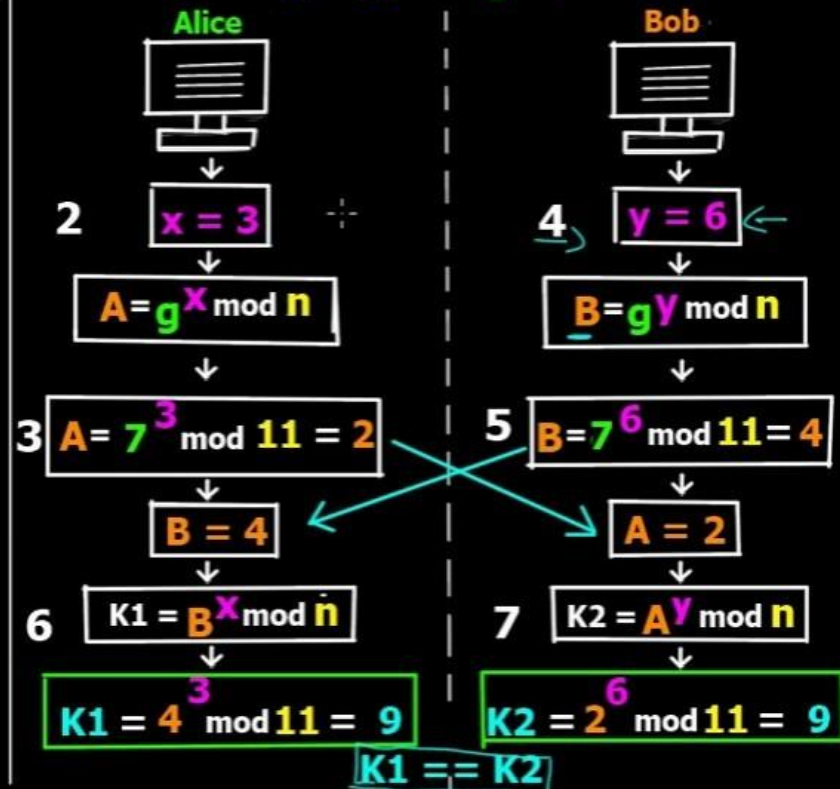 Alice
Bob
2
x = 3
4
y = 6
A=g^x mod n
B=g^y mod n
3
A= 7^3 mod 11 = 2
5
B=7^6 mod 11= 4
B = 4
A = 2
6
K1 = B^x mod n
7
K2 = A^y mod n
K1 = 4^3 mod 11 = 9
K2 = 2^6 mod 11 = 9
K1 == K2